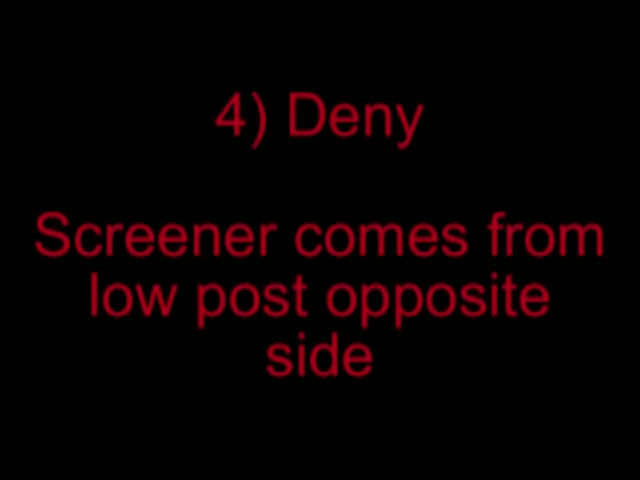 4) Deny
Screener comes from
low post opposite
side